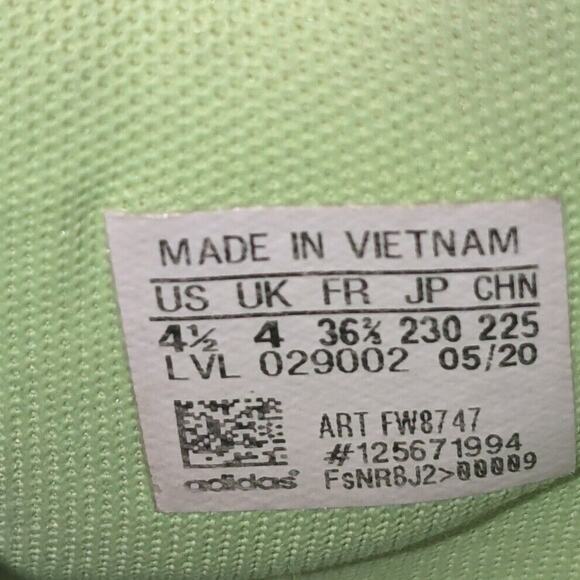 MADE IN VIETNAM
US UK FR JP CHN
4½ 4 36⅔ 230 225
LVL 029002 05/20
ART FW8747
#125671994
FsNR8J2>00009
adidas